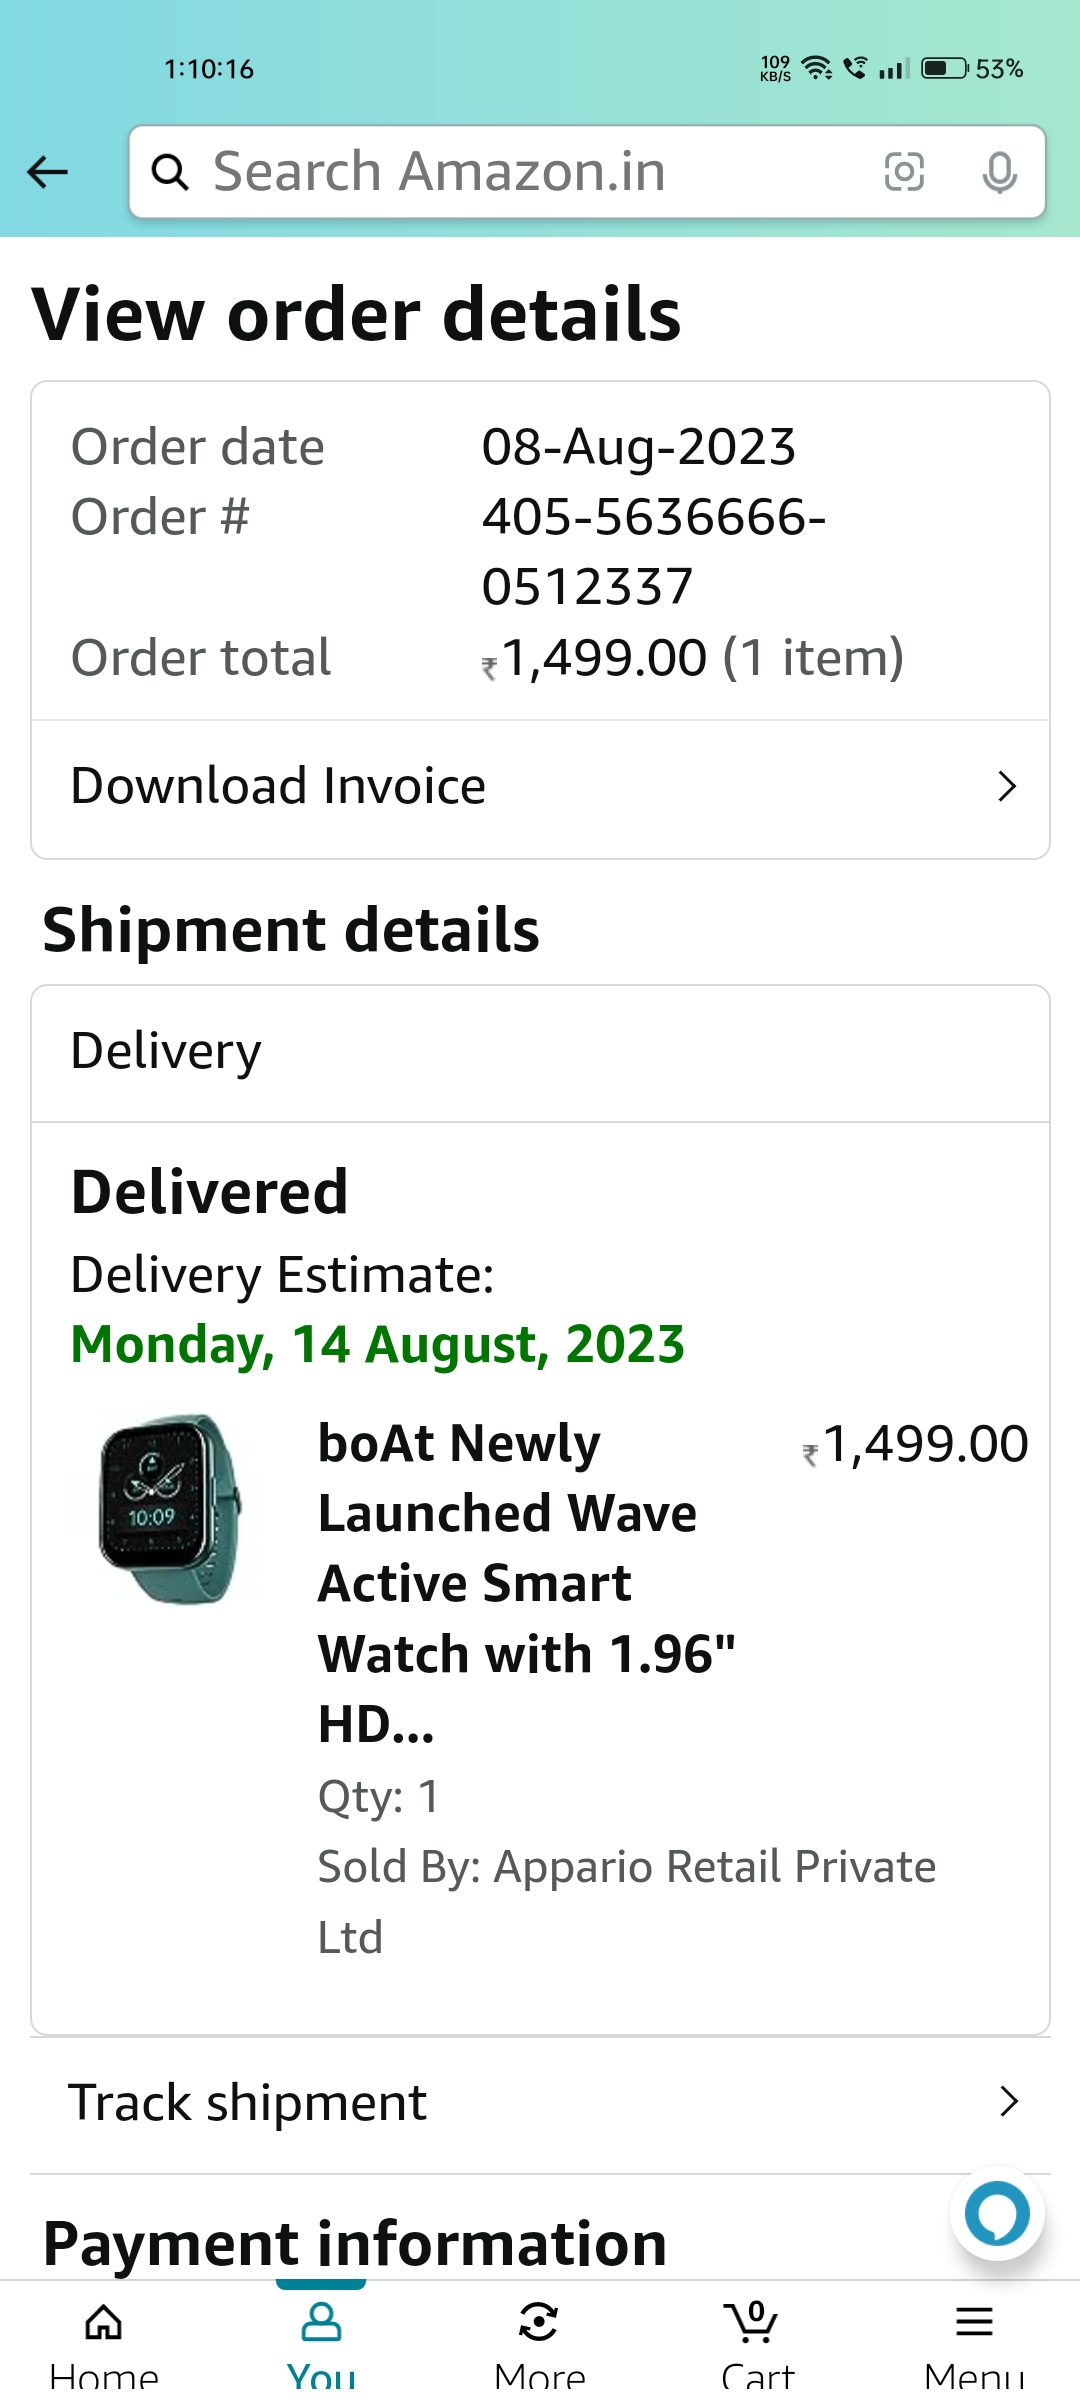 1:10:16
109
KB/S
53%
Search Amazon.in
View order details
Order date 08-Aug-2023
Order # 405-5636666-
0512337
Order total ₹1,499.00 (1 item)
Download Invoice
Shipment details
Delivery
Delivered
Delivery Estimate:
Monday, 14 August, 2023
10:09
boAt Newly ₹1,499.00
Launched Wave
Active Smart
Watch with 1.96"
HD...
Qty: 1
Sold By: Appario Retail Private
Ltd
Track shipment
Payment information
0
Home You More Cart Menu